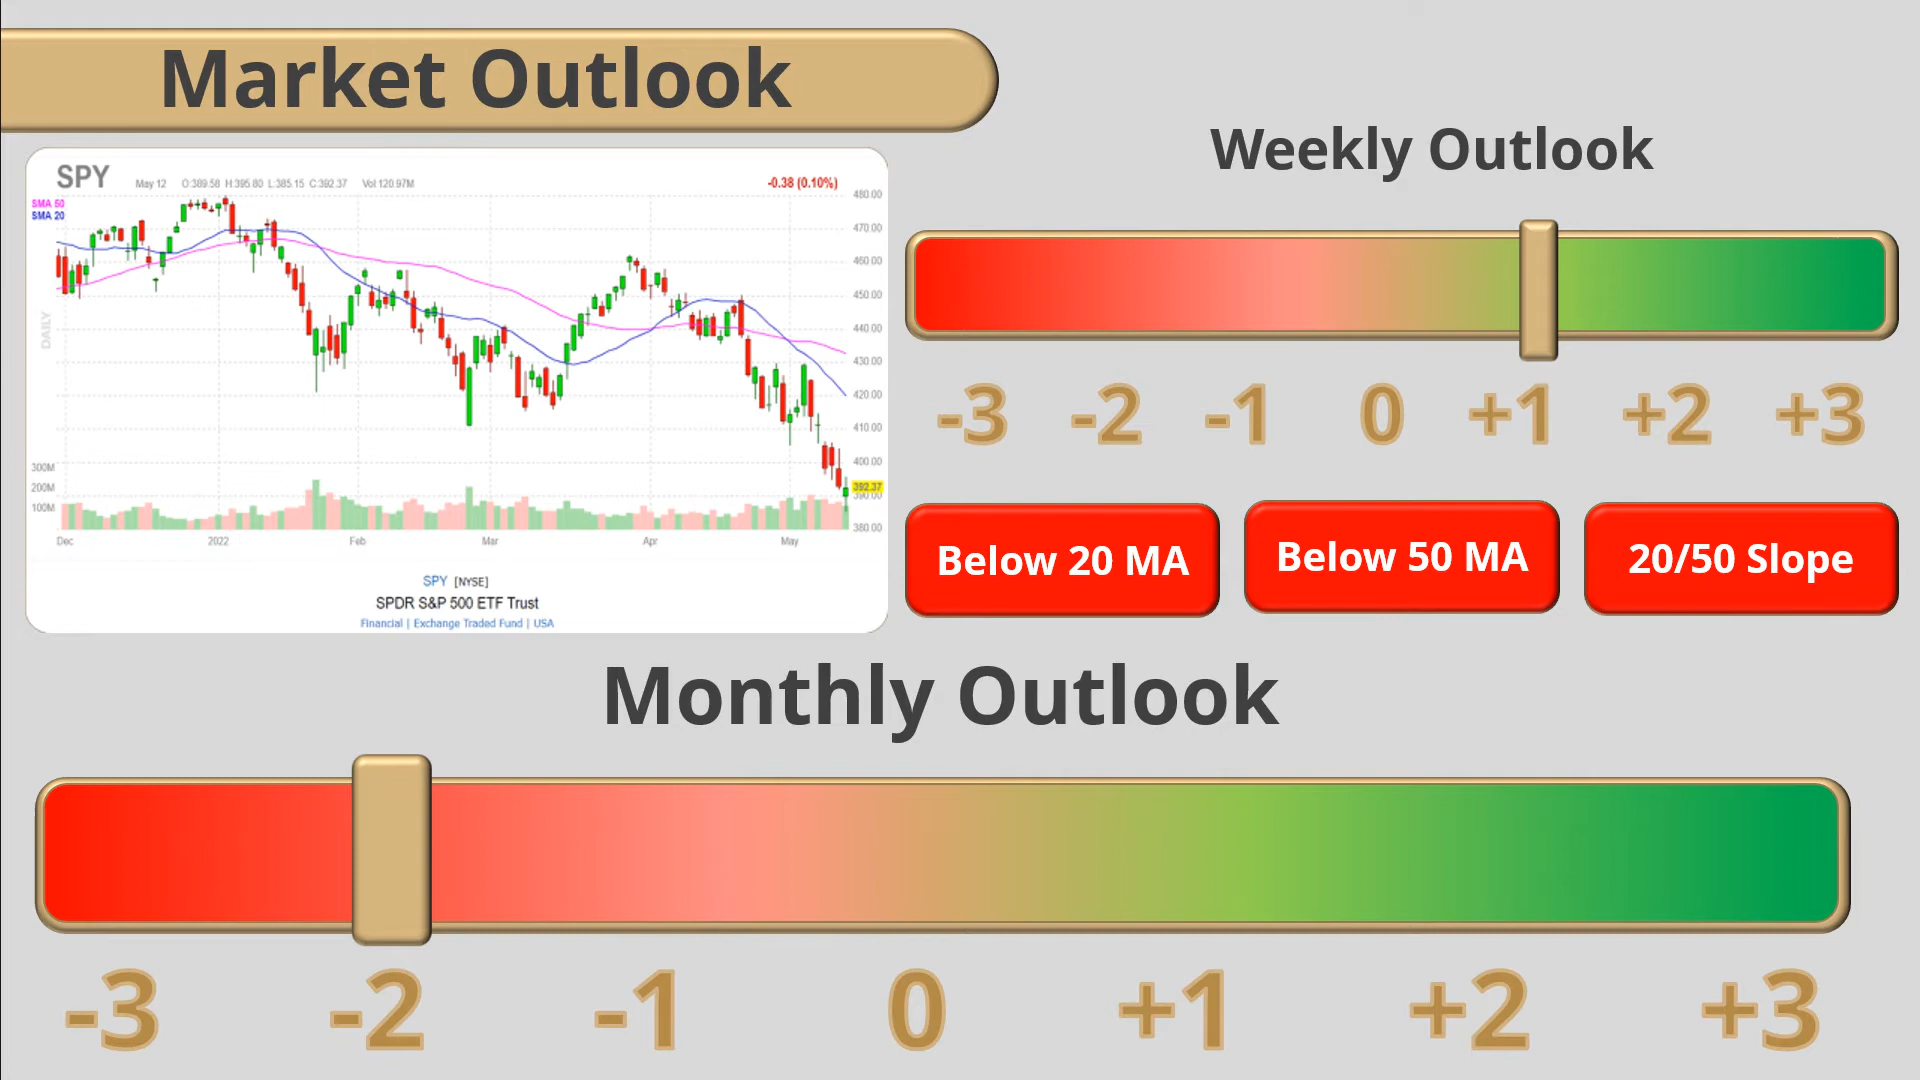 Market Outlook
SPY May 12 O:389.58 H:395.80 L:385.15 C:392.37 Vol 120.97M -0.38 (0.10%)
SMA 50
SMA 20
DAILY
480.00
470.00
460.00
450.00
440.00
430.00
420.00
410.00
400.00
392.37
390.00
380.00
300M
200M
100M
Dec 2022 Feb Mar Apr May
SPY [NYSE]
SPDR S&P 500 ETF Trust
Financial | Exchange Traded Fund | USA
Weekly Outlook
-3 -2 -1 0 +1 +2 +3
Below 20 MA
Below 50 MA
20/50 Slope
Monthly Outlook
-3 -2 -1 0 +1 +2 +3